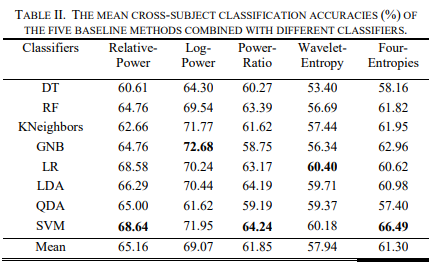 TABLE II. THE MEAN CROSS-SUBJECT CLASSIFICATION ACCURACIES (%) OF
THE FIVE BASELINE METHODS COMBINED WITH DIFFERENT CLASSIFIERS.
Classifiers Relative-Power Log-Power Power-Ratio Wavelet-Entropy Four-Entropies
DT 60.61 64.30 60.27 53.40 58.16
RF 64.76 69.54 63.39 56.69 61.82
KNeighbors 62.66 71.77 61.62 57.44 61.95
GNB 64.76 72.68 58.75 56.34 62.96
LR 68.58 70.24 63.17 60.40 60.62
LDA 66.29 70.44 64.19 59.71 60.98
QDA 65.00 61.62 59.19 59.37 57.40
SVM 68.64 71.95 64.24 60.18 66.49
Mean 65.16 69.07 61.85 57.94 61.30